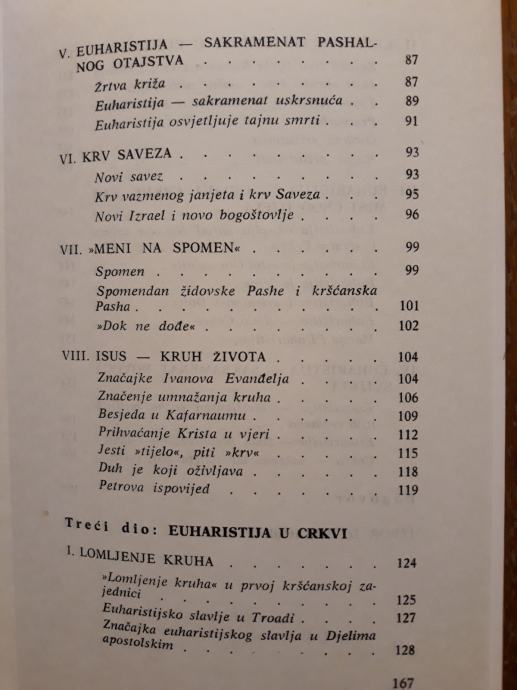 V. EUHARISTIJA — SAKRAMENAT PASHAL-
NOG OTAJSTVA . . . . . . . 87
Žrtva križa . . . . . . . . 87
Euharistija — sakramenat uskrsnuća . . 89
Euharistija osvjetljuje tajnu smrti . . . 91
VI. KRV SAVEZA . . . . . . . . 93
Novi savez . . . . . . . . 93
Krv vazmenog janjeta i krv Saveza . . . 95
Novi Izrael i novo bogoštovlje . . . . 96
VII. »MENI NA SPOMEN« . . . . . . 99
Spomen . . . . . . . . . 99
Spomendan židovske Pashe i kršćanska
Pasha . . . . . . . . . . 101
»Dok ne dođe« . . . . . . . 102
VIII. ISUS — KRUH ŽIVOTA . . . . . 104
Značajke Ivanova Evanđelja . . . . 104
Značenje umnažanja kruha . . . . . 106
Besjeda u Kafarnaumu . . . . . . 109
Prihvaćanje Krista u vjeri . . . . . 112
Jesti »tijelo«, piti »krv« . . . . . 115
Duh je koji oživljava . . . . . . 118
Petrova ispovijed . . . . . . . 119
Treći dio: EUHARISTIJA U CRKVI
I. LOMLJENJE KRUHA . . . . . . 124
»Lomljenje kruha« u prvoj kršćanskoj za-
jednici . . . . . . . . . 125
Euharistijsko slavlje u Troadi . . . . 127
Značajka euharistijskog slavlja u Djelima
apostolskim . . . . . . . . 128
167